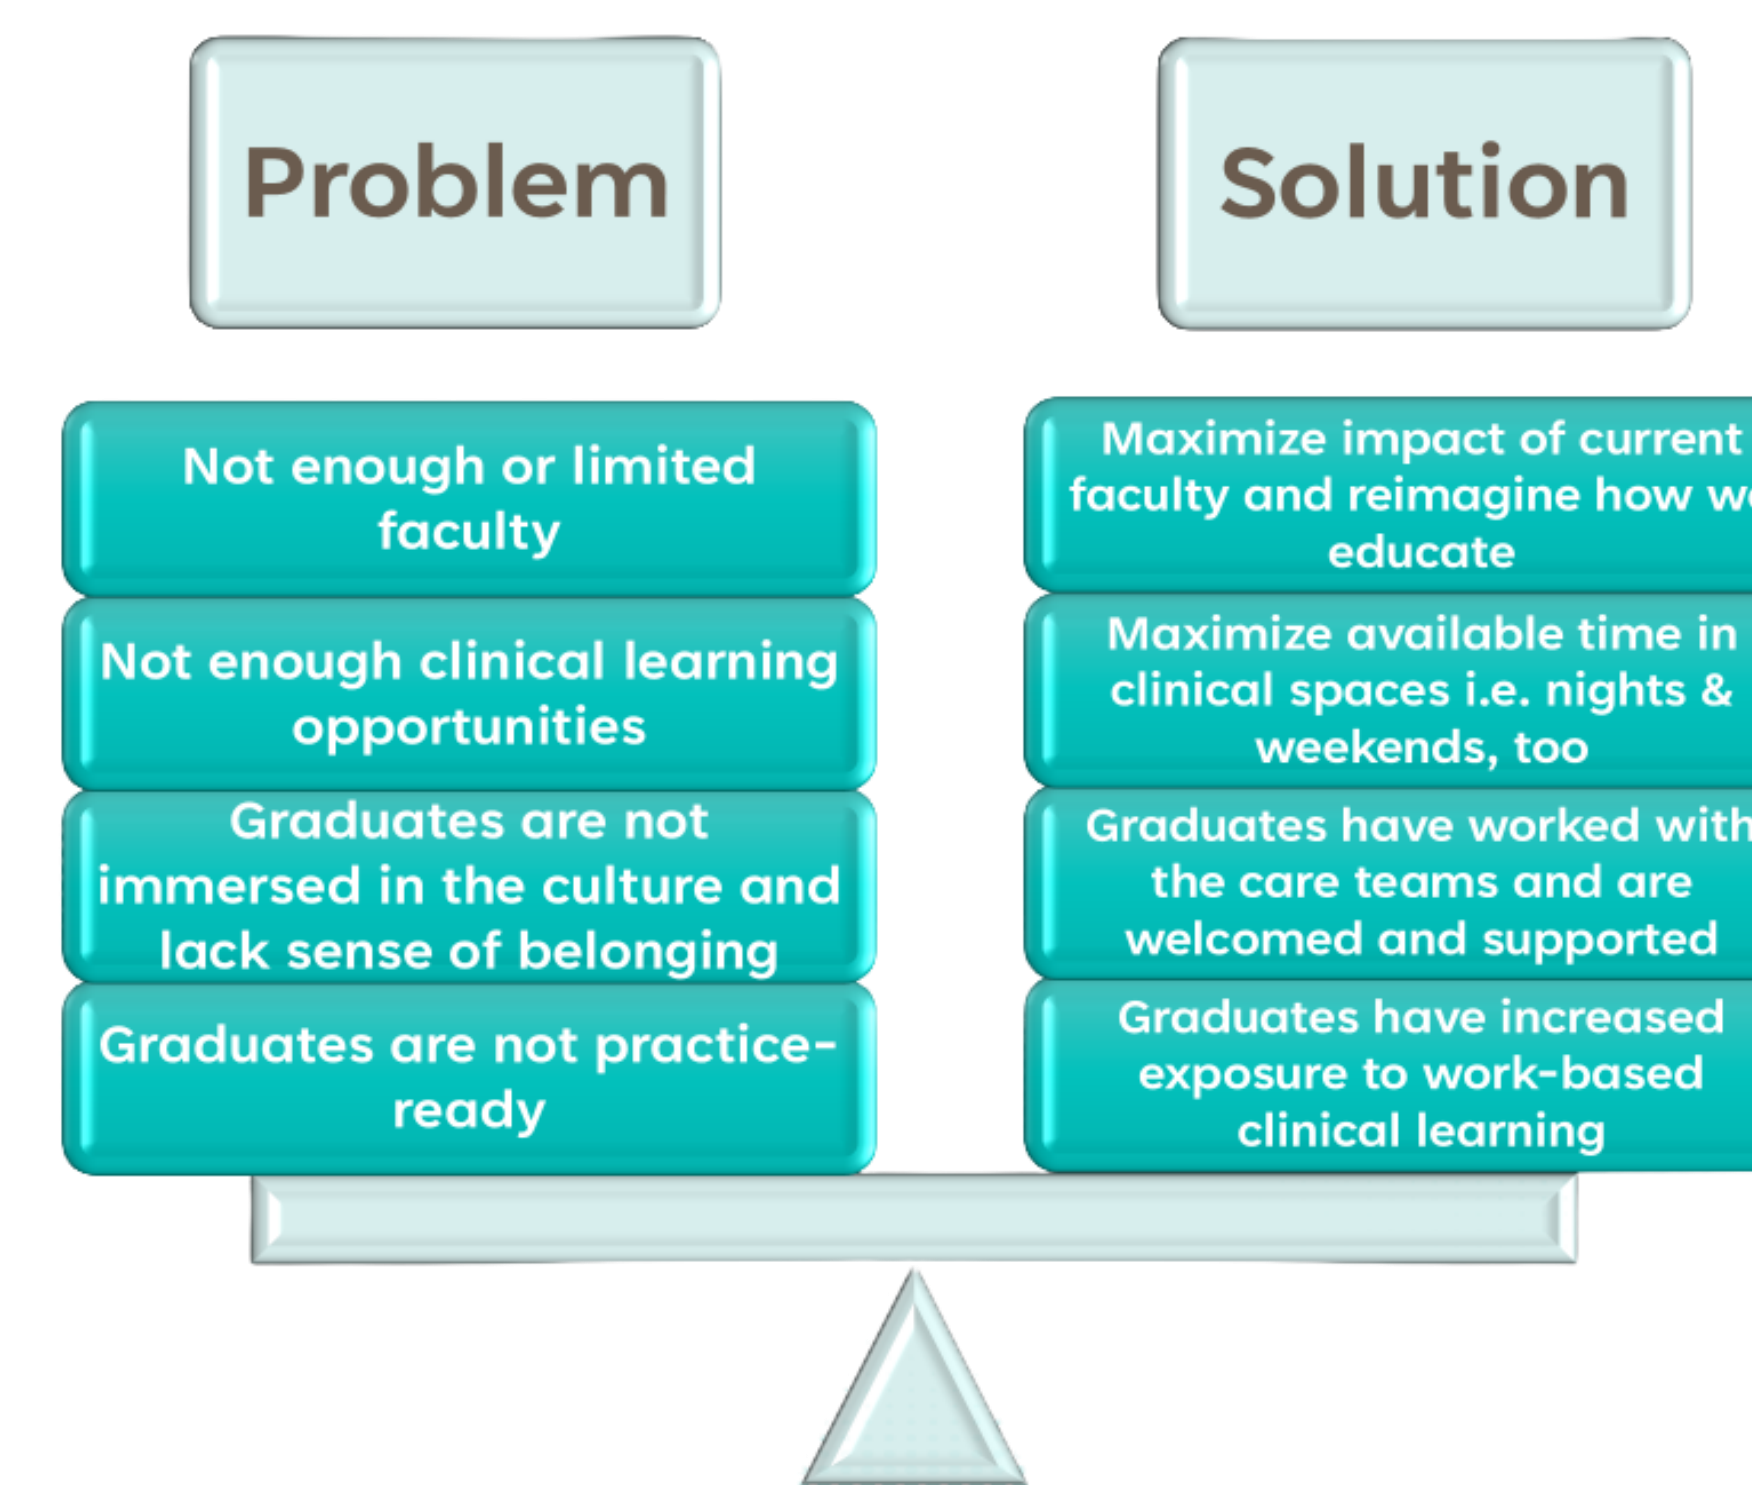 Problem
Not enough or limited
faculty
Not enough clinical learning
opportunities
Graduates are not
immersed in the culture and
lack sense of belonging
Graduates are not practice-
ready
Solution
Maximize impact of current
faculty and reimagine how we
educate
Maximize available time in
clinical spaces i.e. nights &
weekends, too
Graduates have worked with
the care teams and are
welcomed and supported
Graduates have increased
exposure to work-based
clinical learning